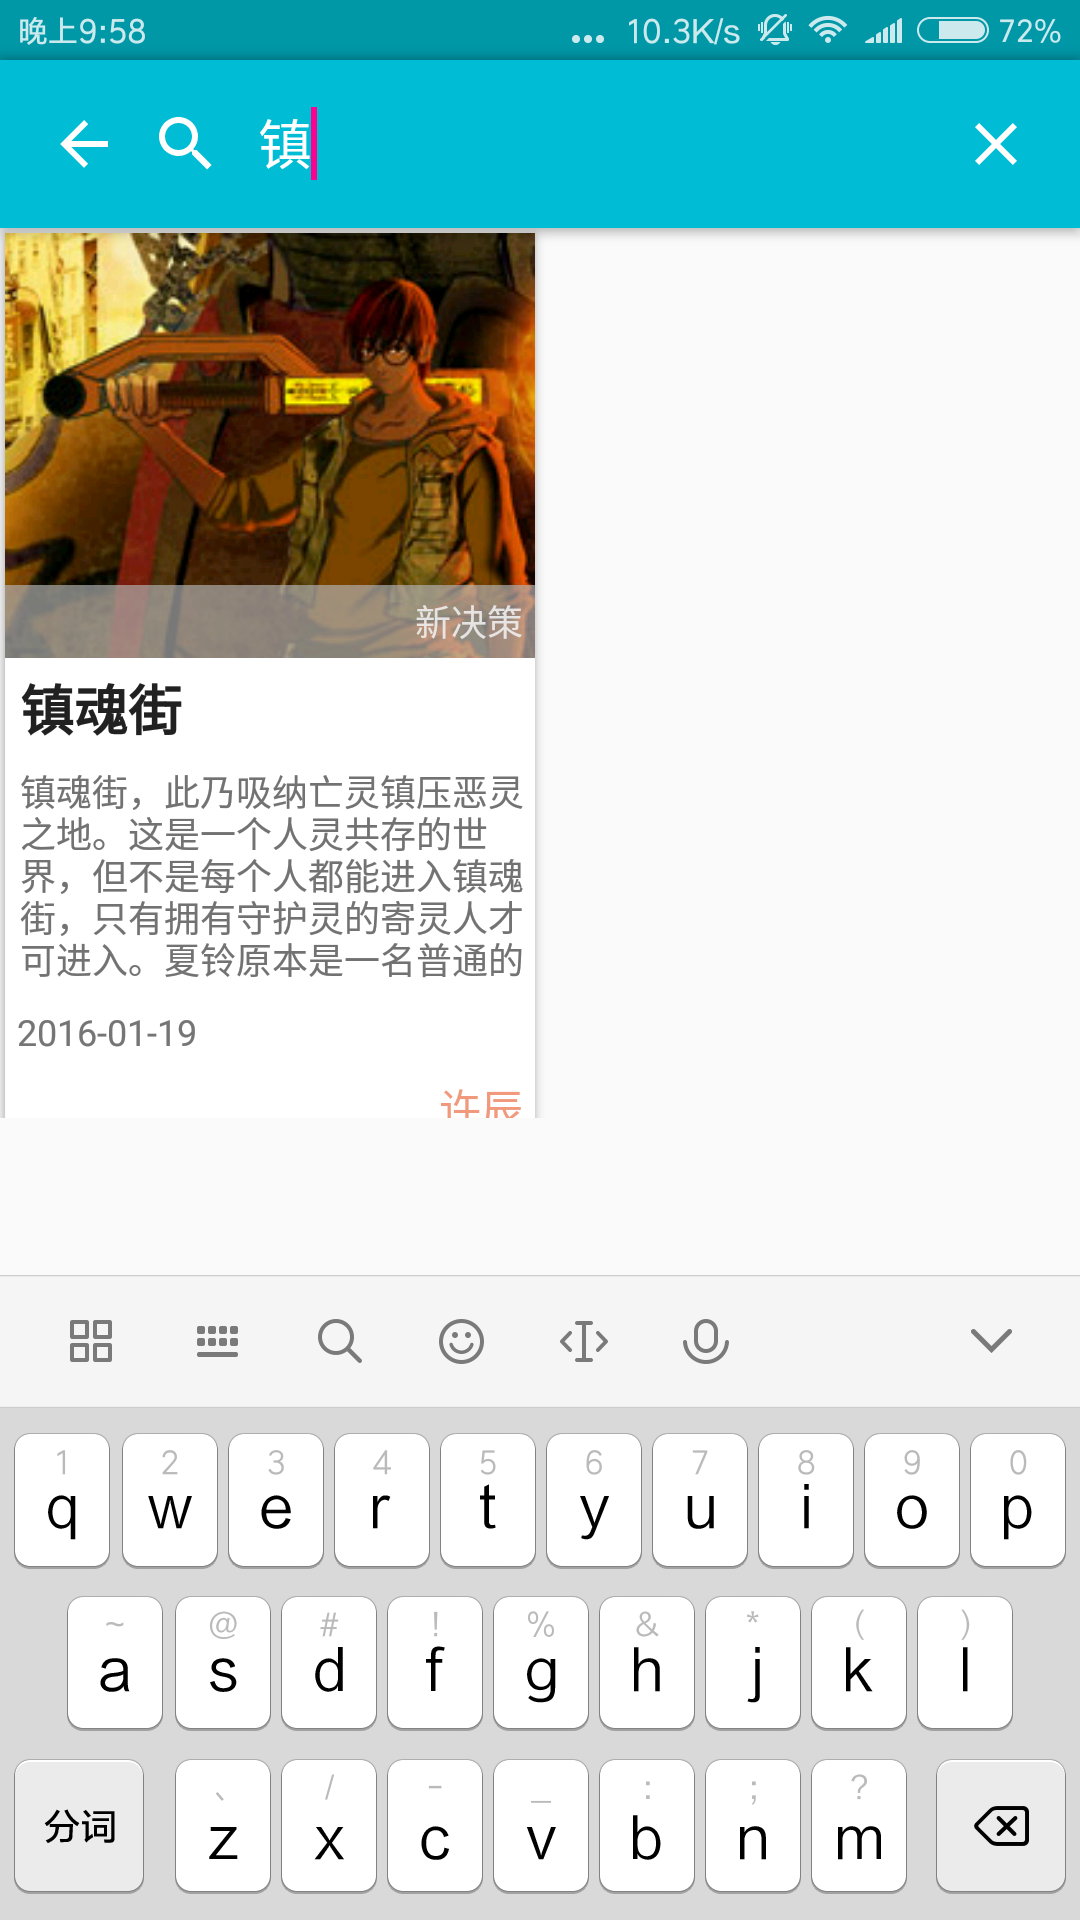 晚上9:58
... 10.3K/s 72%
镇
新决策
镇魂街
镇魂街，此乃吸纳亡灵镇压恶灵
之地。这是一个人灵共存的世
界，但不是每个人都能进入镇魂
街，只有拥有守护灵的寄灵人才
可进入。夏铃原本是一名普通的
2016-01-19
许辰
1 2 3 4 5 6 7 8 9 0
q w e r t y u i o p
~ @ # ! % & * ( )
a s d f g h j k l
、 / - _ : ; ?
分词 z x c v b n m